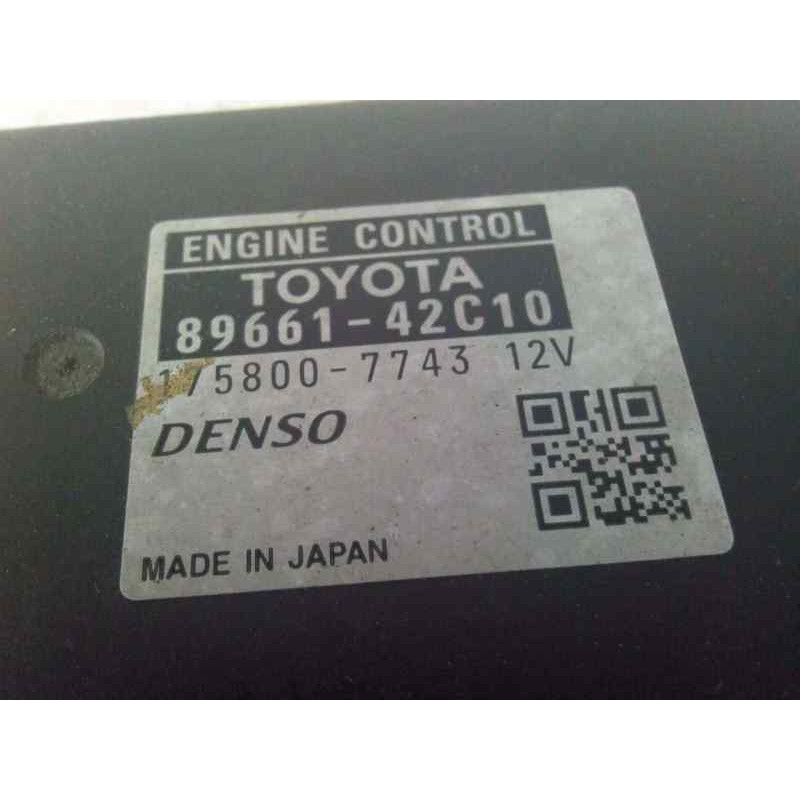 ENGINE CONTROL
TOYOTA
89661-42C10
175800-7743 12V
DENSO
MADE IN JAPAN